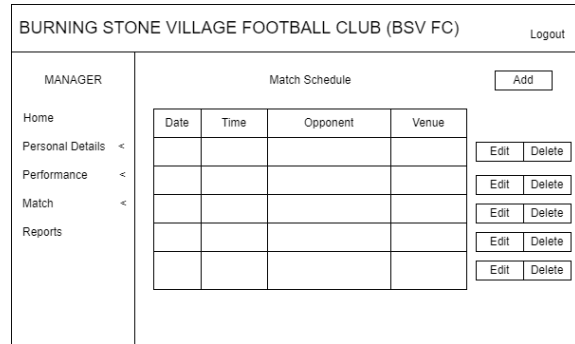 BURNING STONE VILLAGE FOOTBALL CLUB (BSV FC)
Logout
MANAGER
Home
Personal Details <
Performance <
Match <
Reports
Match Schedule
Add
Date Time Opponent Venue
Edit Delete
Edit Delete
Edit Delete
Edit Delete
Edit Delete